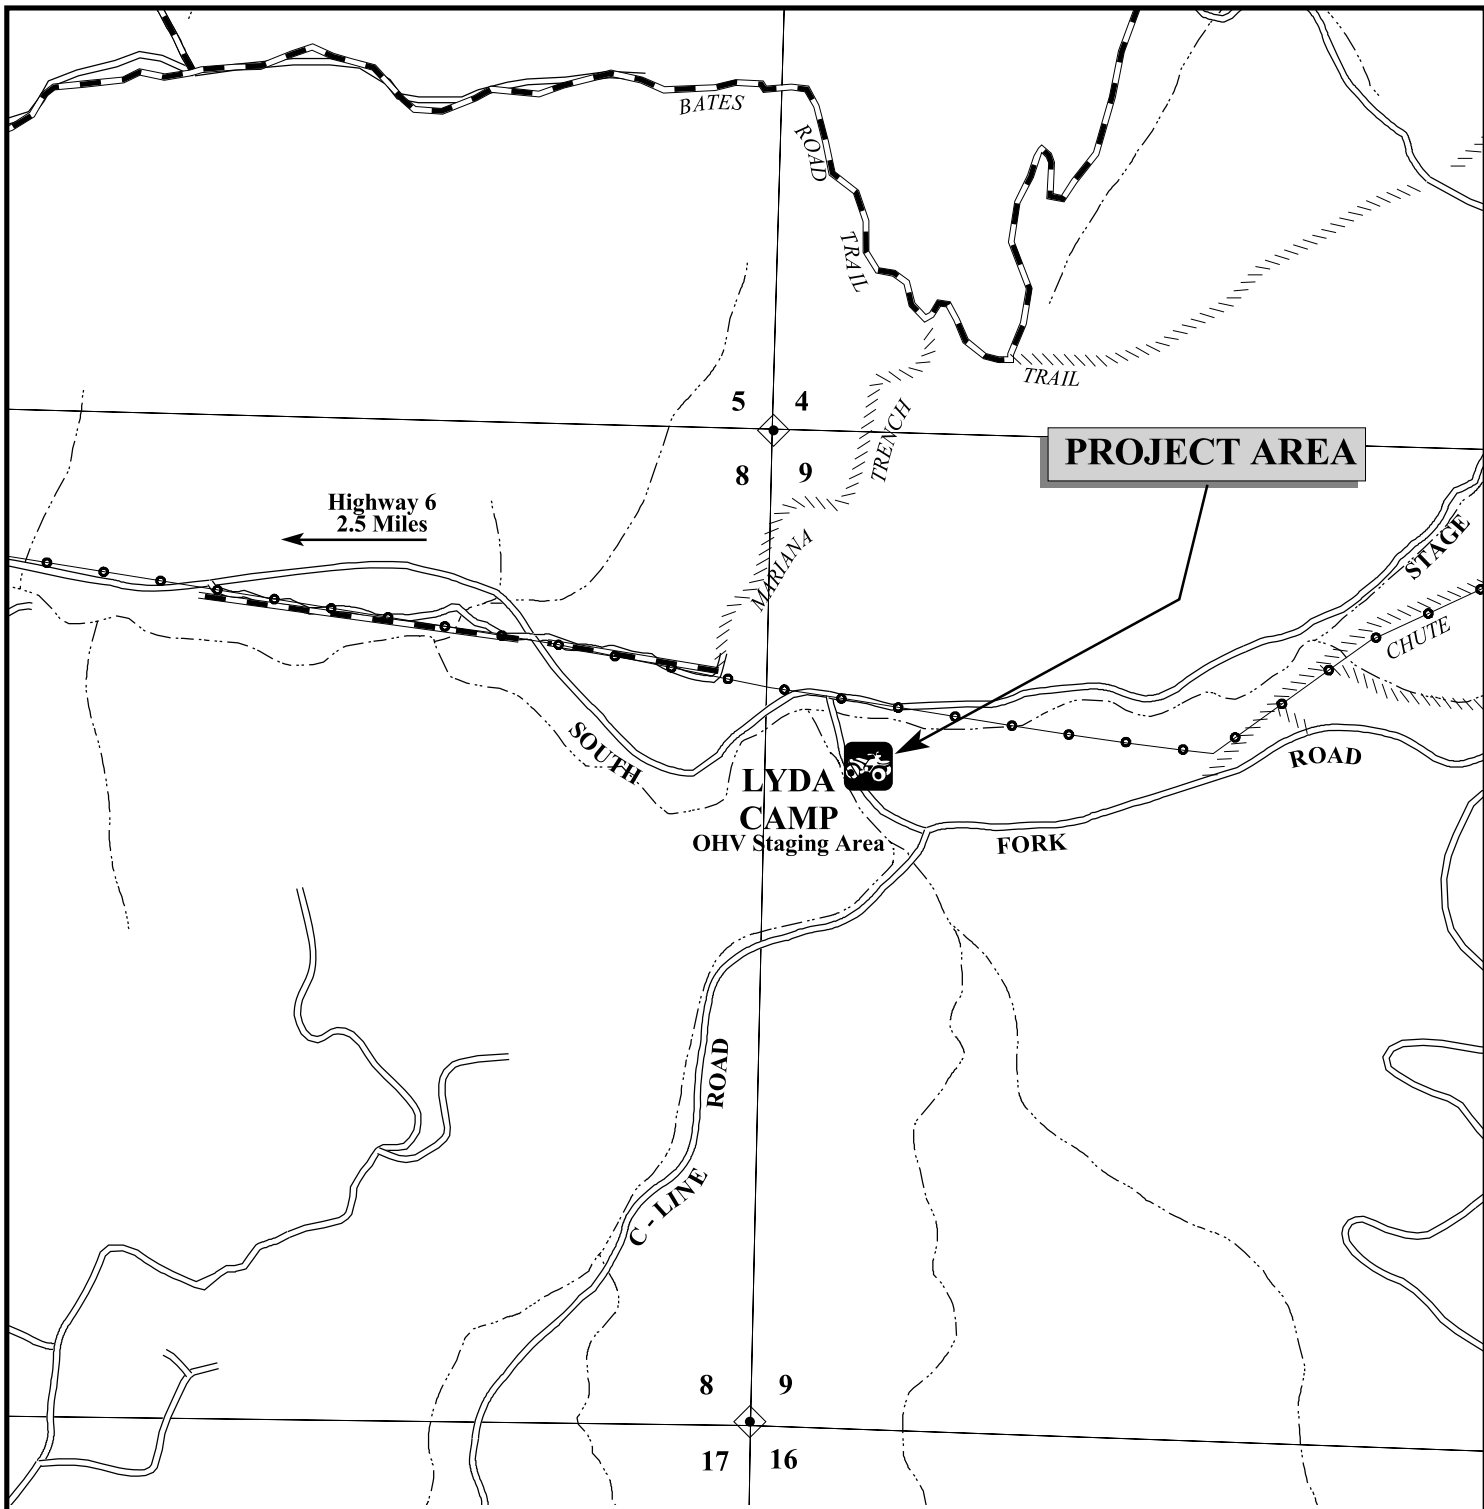 BATES
ROAD
TRAIL
TRAIL
5 4
8 9
TRENCH
MARIANA
PROJECT AREA
Highway 6
2.5 Miles
STAGE
CHUTE
SOUTH
ROAD
LYDA
CAMP
OHV Staging Area
FORK
ROAD
C - LINE
8 9
17 16